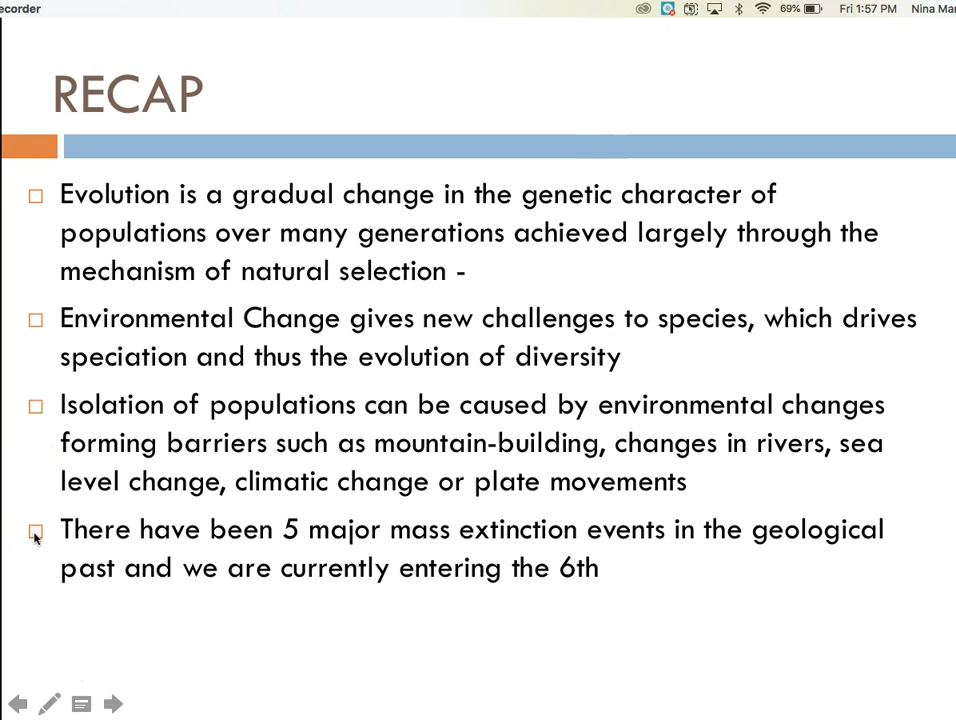 ecorder
69%
Fri 1:57 PM
Nina Mar
RECAP
Evolution is a gradual change in the genetic character of
populations over many generations achieved largely through the
mechanism of natural selection -
Environmental Change gives new challenges to species, which drives
speciation and thus the evolution of diversity
Isolation of populations can be caused by environmental changes
forming barriers such as mountain-building, changes in rivers, sea
level change, climatic change or plate movements
There have been 5 major mass extinction events in the geological
past and we are currently entering the 6th